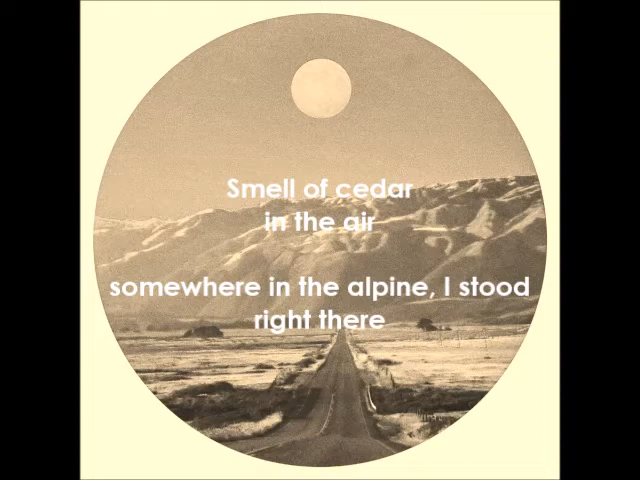 Smell of cedar
in the air
somewhere in the alpine, I stood
right there